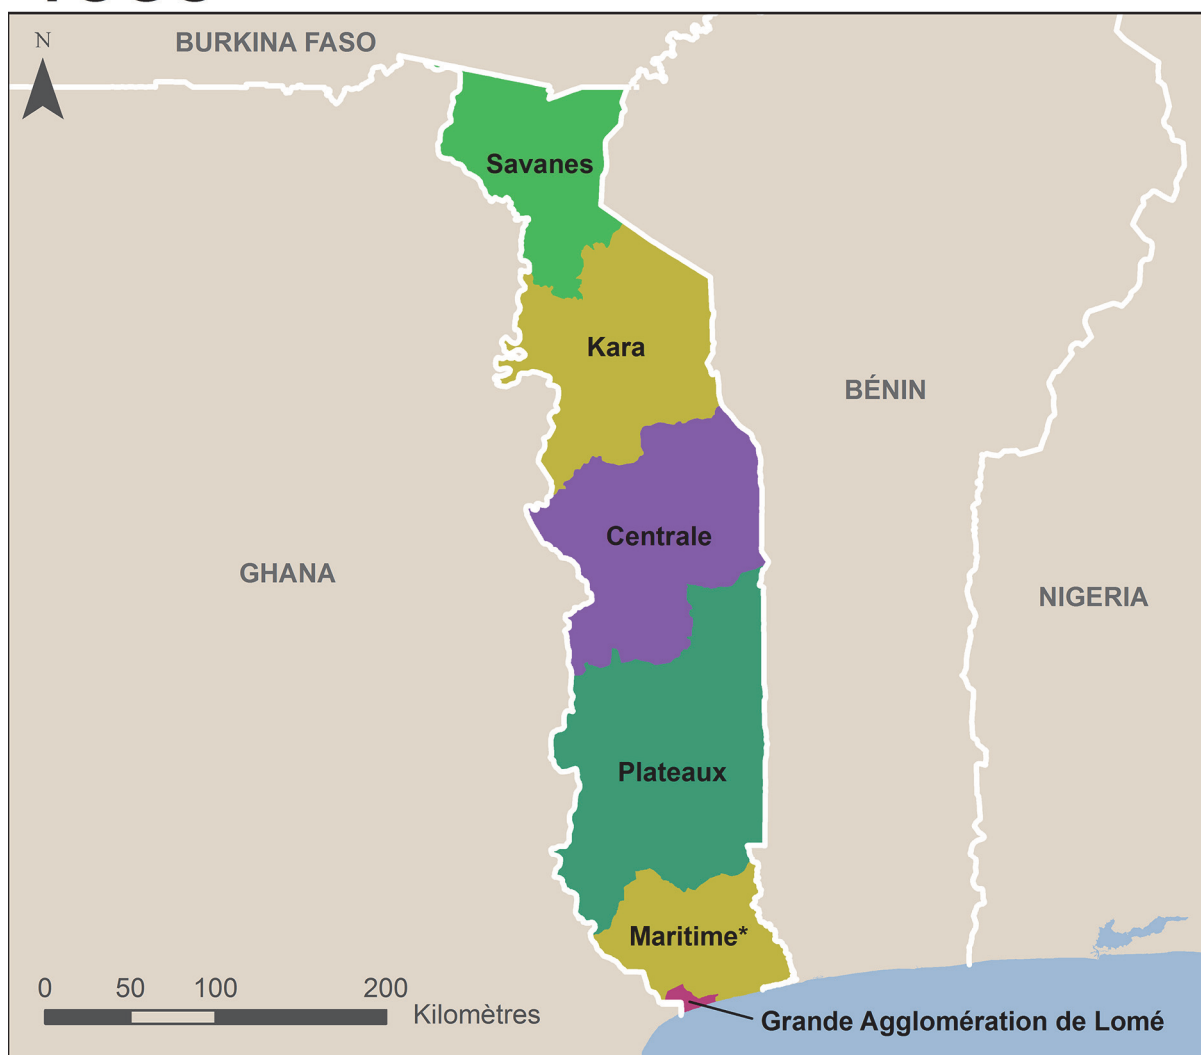 N
BURKINA FASO
Savanes
Kara
BÉNIN
Centrale
GHANA
NIGERIA
Plateaux
Maritime*
0 50 100 200
Kilomètres
Grande Agglomération de Lomé